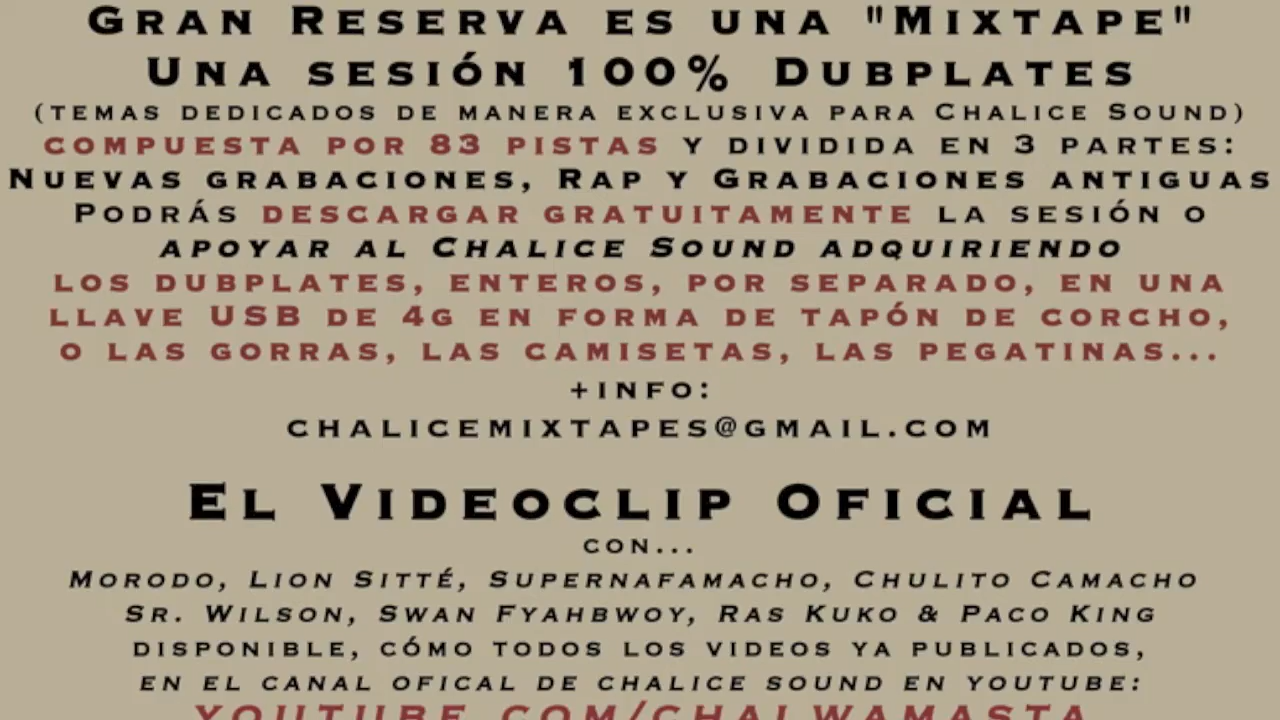 Gran Reserva es una "Mixtape"
Una sesión 100% Dubplates
(temas dedicados de manera exclusiva para Chalice Sound)
compuesta por 83 pistas y dividida en 3 partes:
Nuevas grabaciones, Rap y Grabaciones antiguas
Podrás descargar gratuitamente la sesión o
apoyar al Chalice Sound adquiriendo
los dubplates, enteros, por separado, en una
llave USB de 4G en forma de tapón de corcho,
o las gorras, las camisetas, las pegatinas...
+info:
chalicemixtapes@gmail.com
El Videoclip Oficial
con...
Morodo, Lion Sitté, Supernafamacho, Chulito Camacho
Sr. Wilson, Swan Fyahbwoy, Ras Kuko & Paco King
disponible, cómo todos los videos ya publicados,
en el canal ofical de chalice sound en youtube:
youtube.com/chalwamasta